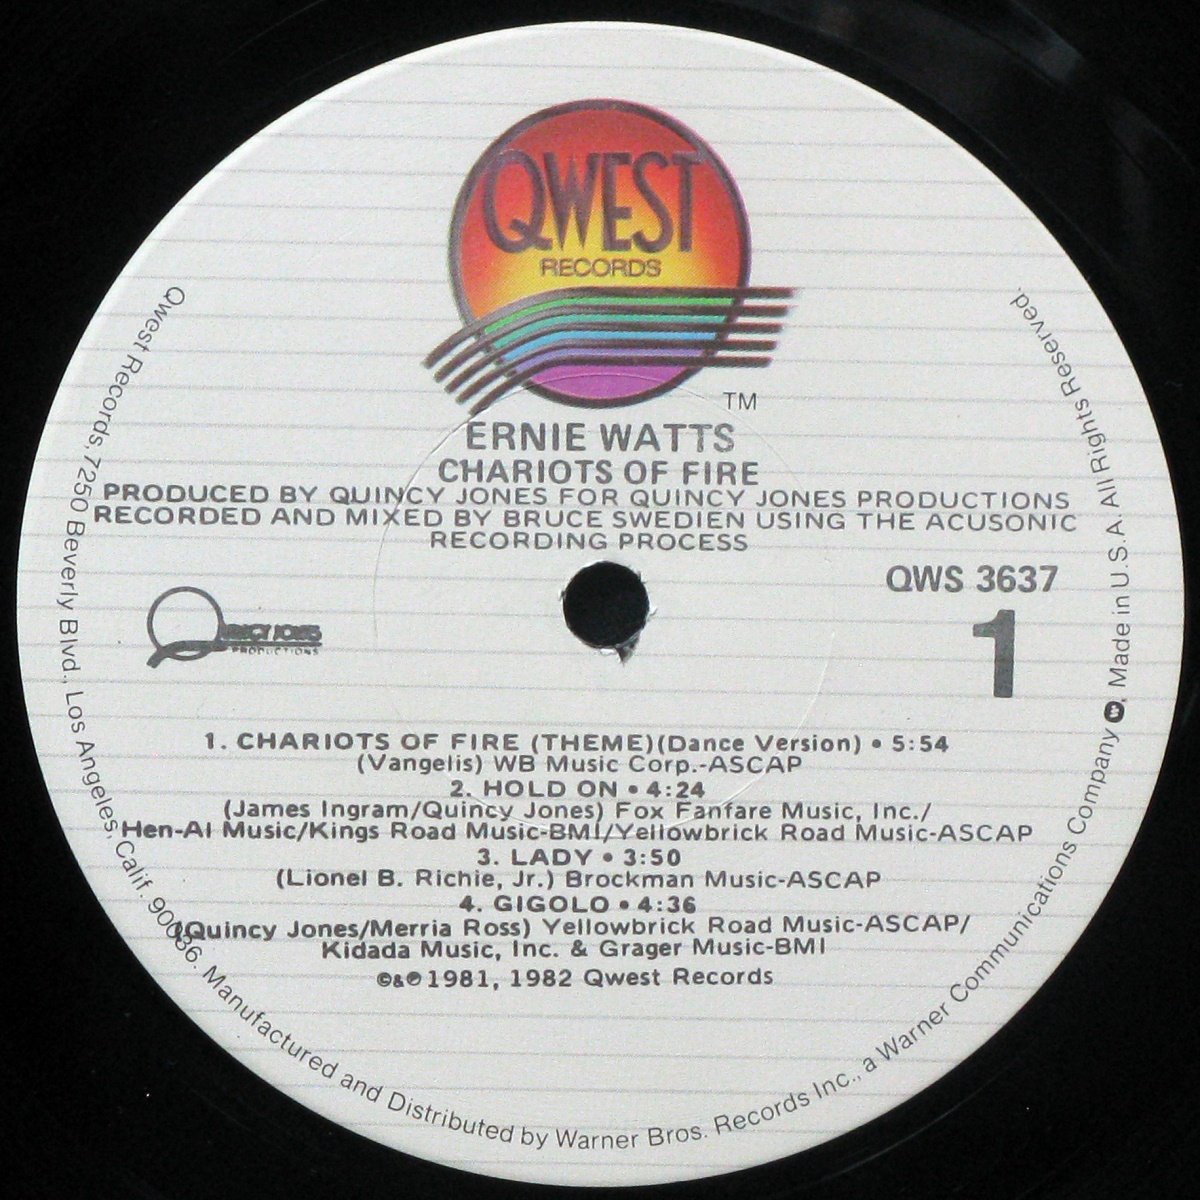 QWEST
RECORDS
TM
ERNIE WATTS
CHARIOTS OF FIRE
PRODUCED BY QUINCY JONES FOR QUINCY JONES PRODUCTIONS
RECORDED AND MIXED BY BRUCE SWEDIEN USING THE ACUSONIC
RECORDING PROCESS
QWS 3637
1
QUINCY JONES
PRODUCTIONS
1. CHARIOTS OF FIRE (THEME)(Dance Version) • 5:54
(Vangelis) WB Music Corp.-ASCAP
2. HOLD ON • 4:24
(James Ingram/Quincy Jones) Fox Fanfare Music, Inc./
Hen-Al Music/Kings Road Music-BMI/Yellowbrick Road Music-ASCAP
3. LADY • 3:50
(Lionel B. Richie, Jr.) Brockman Music-ASCAP
4. GIGOLO • 4:36
(Quincy Jones/Merria Ross) Yellowbrick Road Music-ASCAP/
Kidada Music, Inc. & Grager Music-BMI
©&℗ 1981, 1982 Qwest Records
Qwest Records, 7250 Beverly Blvd., Los Angeles, Calif. 90036. Manufactured and Distributed by Warner Bros. Records Inc., a Warner Communications Company. Made in U.S.A. All Rights Reserved.